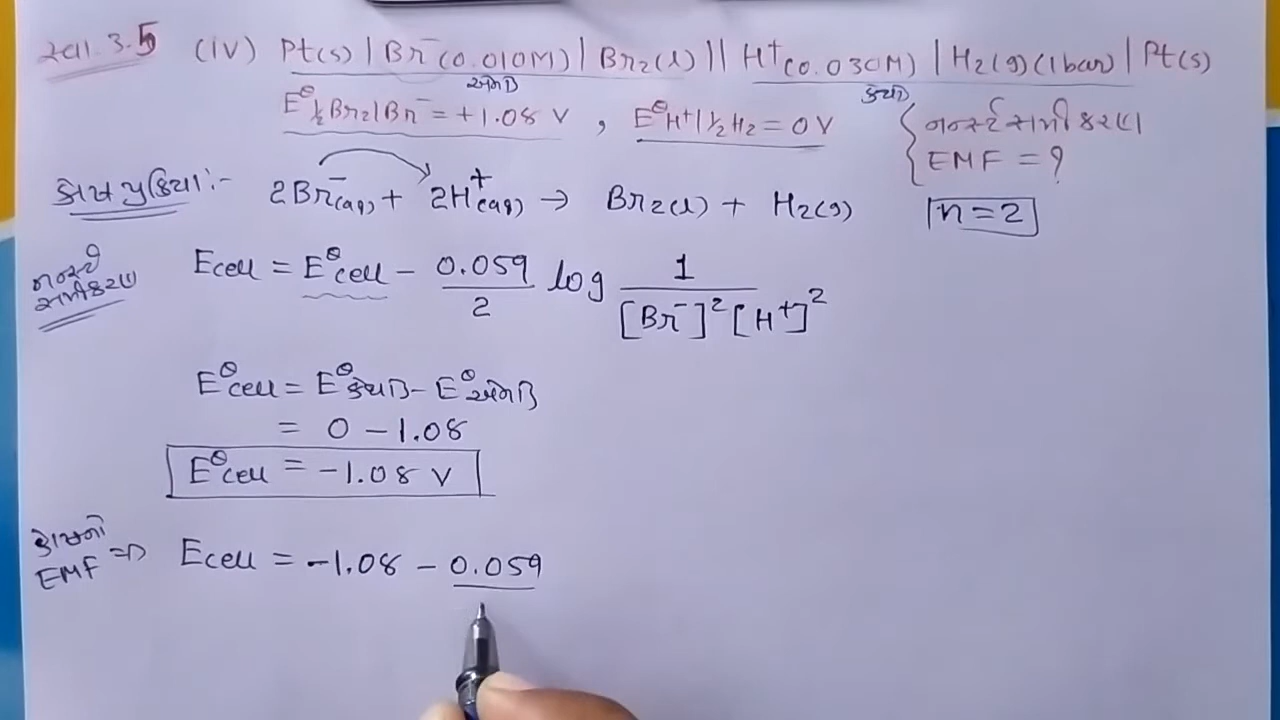 સ્વા.3.5 (iv) Pt(s) | Br⁻(0.010M) | Br₂(l) || H⁺(0.030M) | H₂(g)(1bar) | Pt(s)
એનોડ કેથોડ
E⊖½Br₂|Br⁻ = +1.08 V , E⊖H⁺|½H₂ = 0 V { નર્ન્સ્ટ સમીકરણ
EMF = ?
કોષ પ્રક્રિયા :- 2Br⁻(aq) + 2H⁺(aq) → Br₂(l) + H₂(g) n = 2
નર્ન્સ્ટ સમીકરણ Ecell = E⊖cell - 0.059/2 log 1/[Br⁻]²[H⁺]²
E⊖cell = E⊖કેથોડ - E⊖એનોડ
= 0 - 1.08
E⊖cell = -1.08 V
કોષનો EMF ⇒ Ecell = -1.08 - 0.059